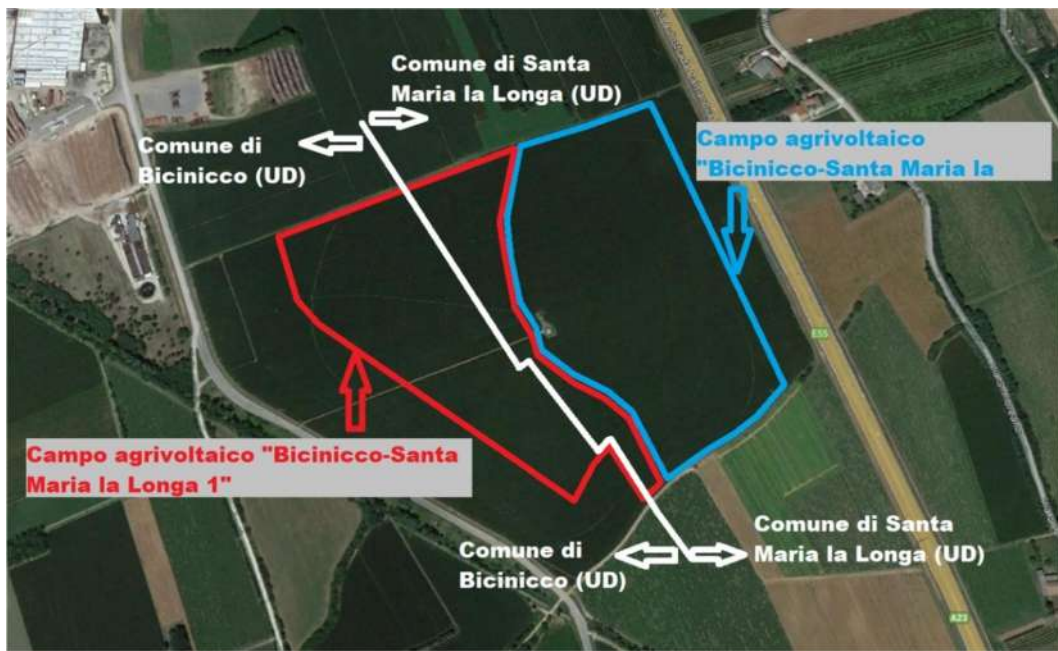 Comune di Santa
Maria la Longa (UD)
Comune di
Bicinicco (UD)
Campo agrivoltaico
"Bicinicco-Santa Maria la
E55
Campo agrivoltaico "Bicinicco-Santa
Maria la Longa 1"
Comune di Santa
Maria la Longa (UD)
Comune di
Bicinicco (UD)
A23